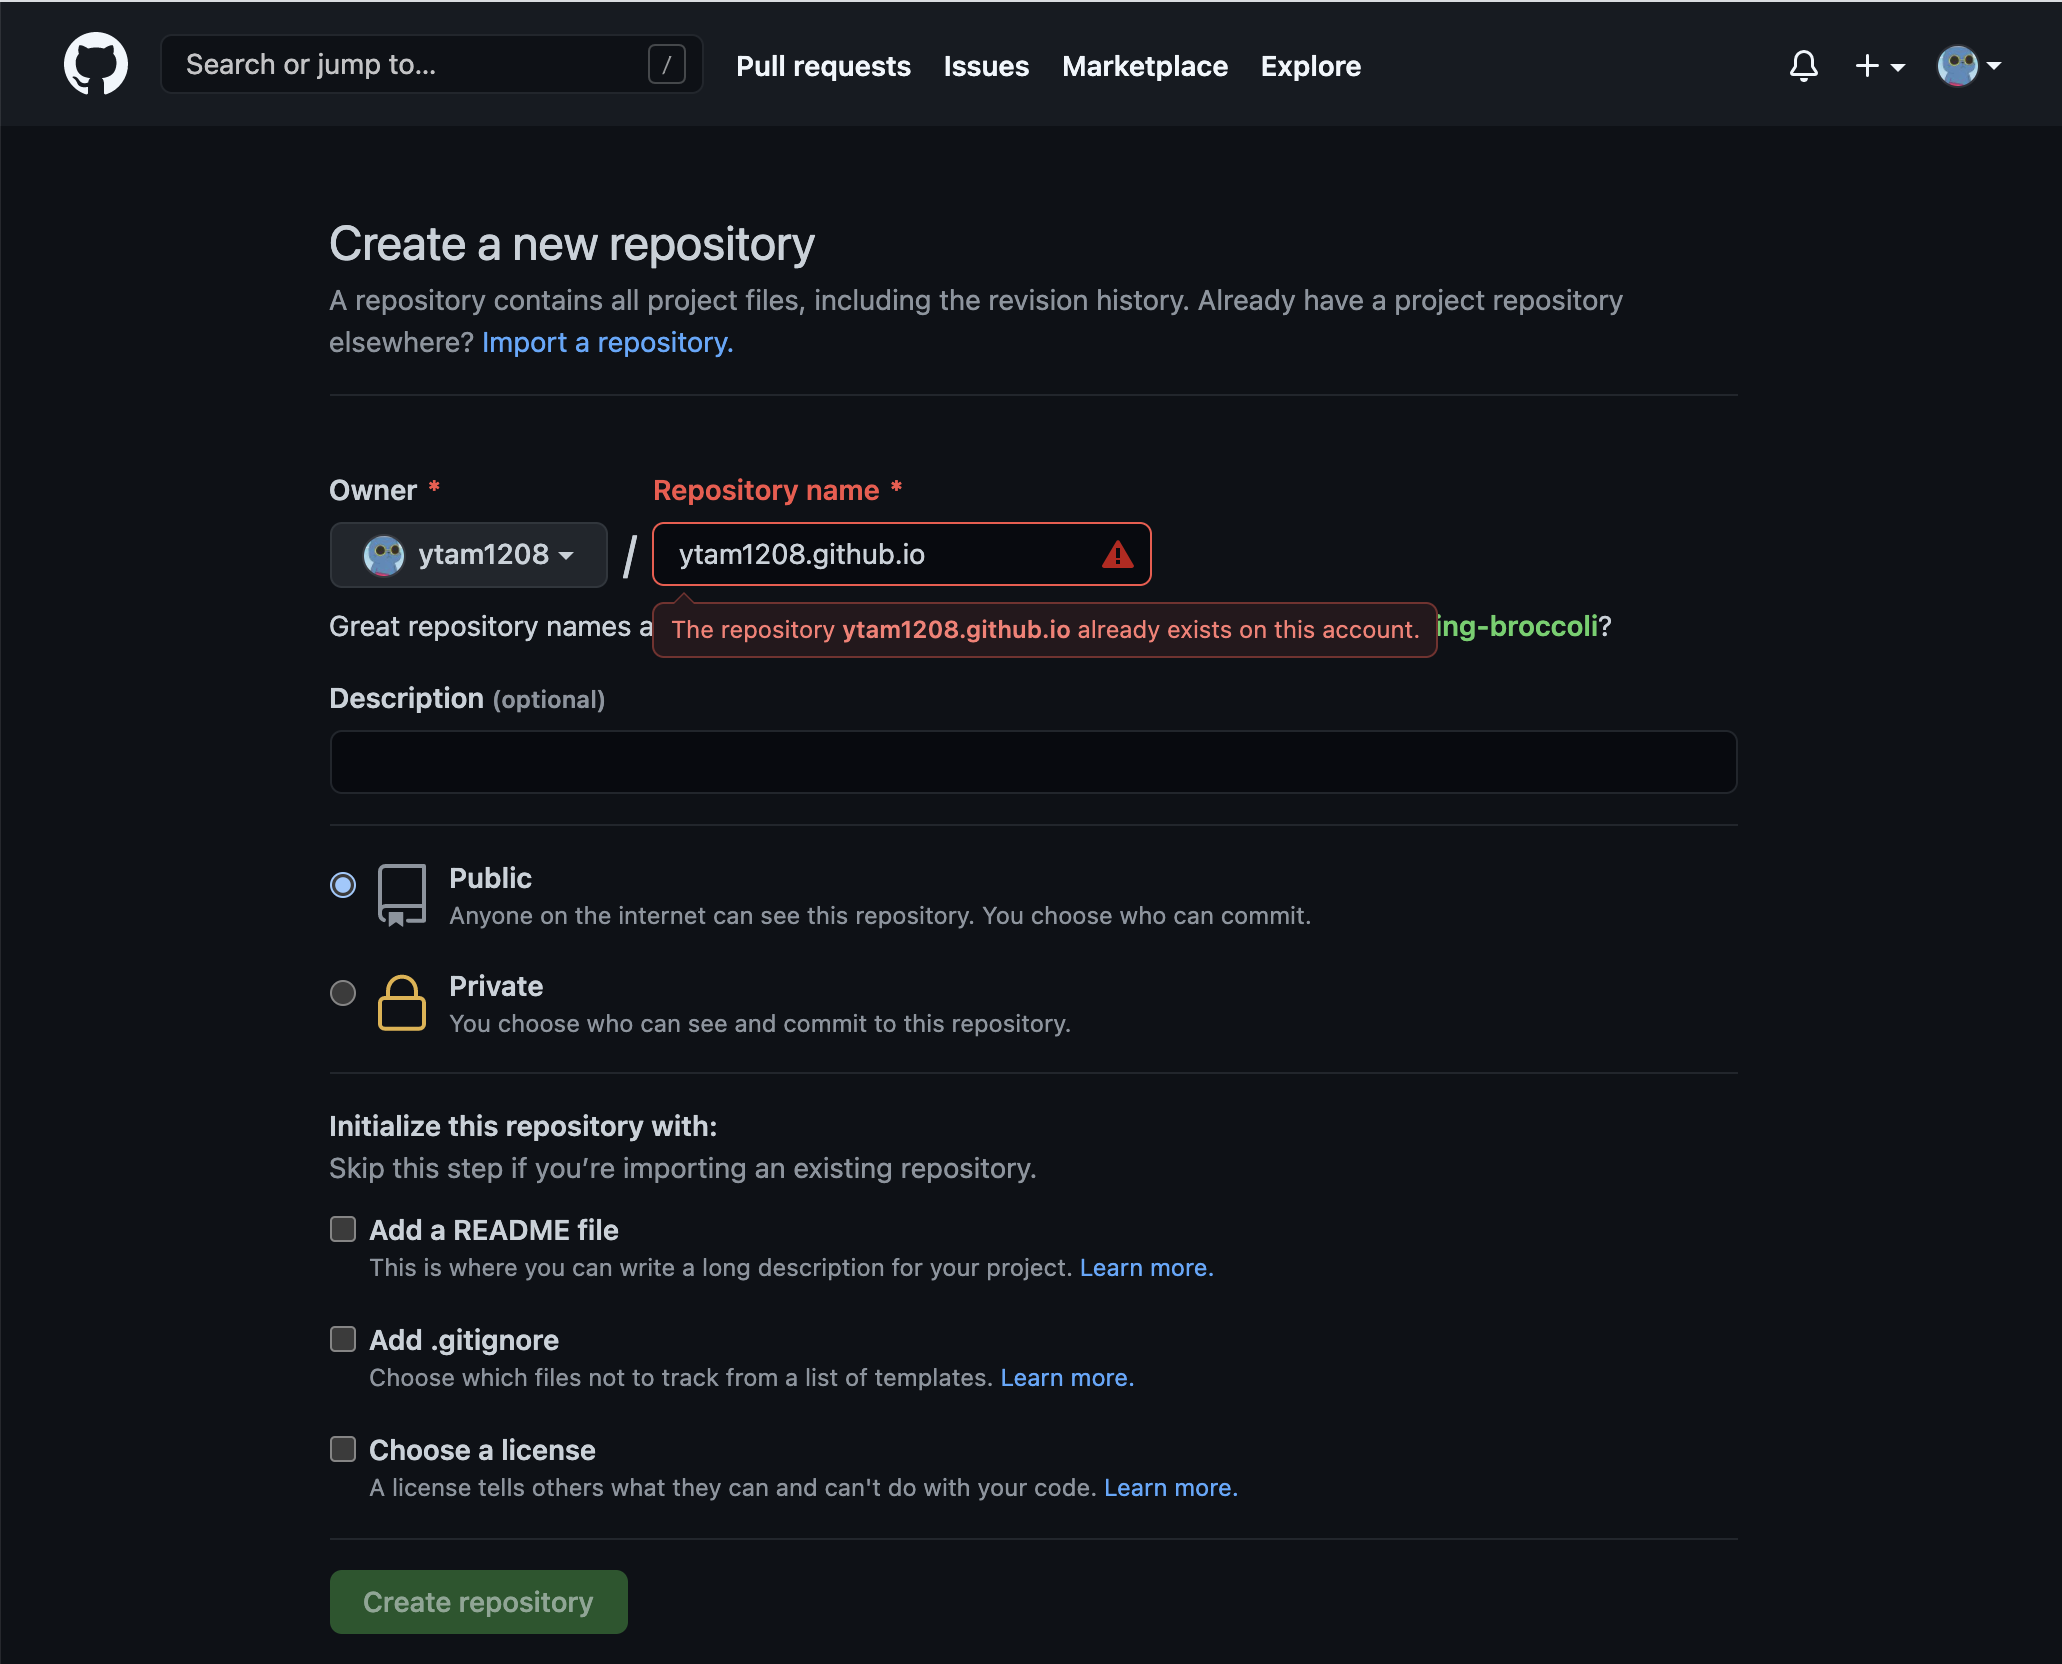 Search or jump to...
/
Pull requests
Issues
Marketplace
Explore
Create a new repository
A repository contains all project files, including the revision history. Already have a project repository
elsewhere? Import a repository.
Owner *
Repository name *
ytam1208
/
ytam1208.github.io
Great repository names a
ing-broccoli?
The repository ytam1208.github.io already exists on this account.
Description (optional)
Public
Anyone on the internet can see this repository. You choose who can commit.
Private
You choose who can see and commit to this repository.
Initialize this repository with:
Skip this step if you’re importing an existing repository.
Add a README file
This is where you can write a long description for your project. Learn more.
Add .gitignore
Choose which files not to track from a list of templates. Learn more.
Choose a license
A license tells others what they can and can't do with your code. Learn more.
Create repository